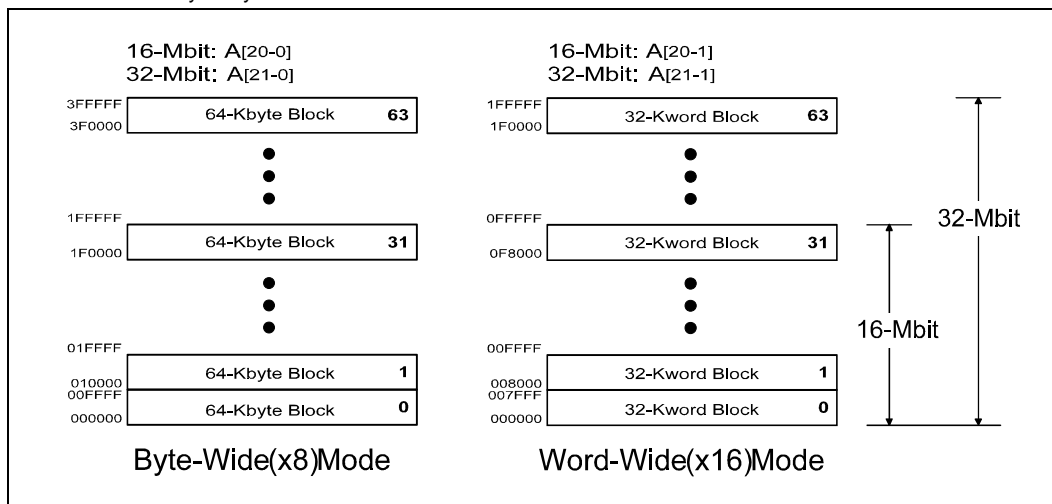 16-Mbit: A[20-0]
32-Mbit: A[21-0]
3FFFFF
3F0000
64-Kbyte Block 63
1FFFFF
1F0000
64-Kbyte Block 31
01FFFF
010000
64-Kbyte Block 1
00FFFF
000000
64-Kbyte Block 0
Byte-Wide(x8)Mode
16-Mbit: A[20-1]
32-Mbit: A[21-1]
1FFFFF
1F0000
32-Kword Block 63
0FFFFF
0F8000
32-Kword Block 31
00FFFF
008000
32-Kword Block 1
007FFF
000000
32-Kword Block 0
Word-Wide(x16)Mode
16-Mbit
32-Mbit